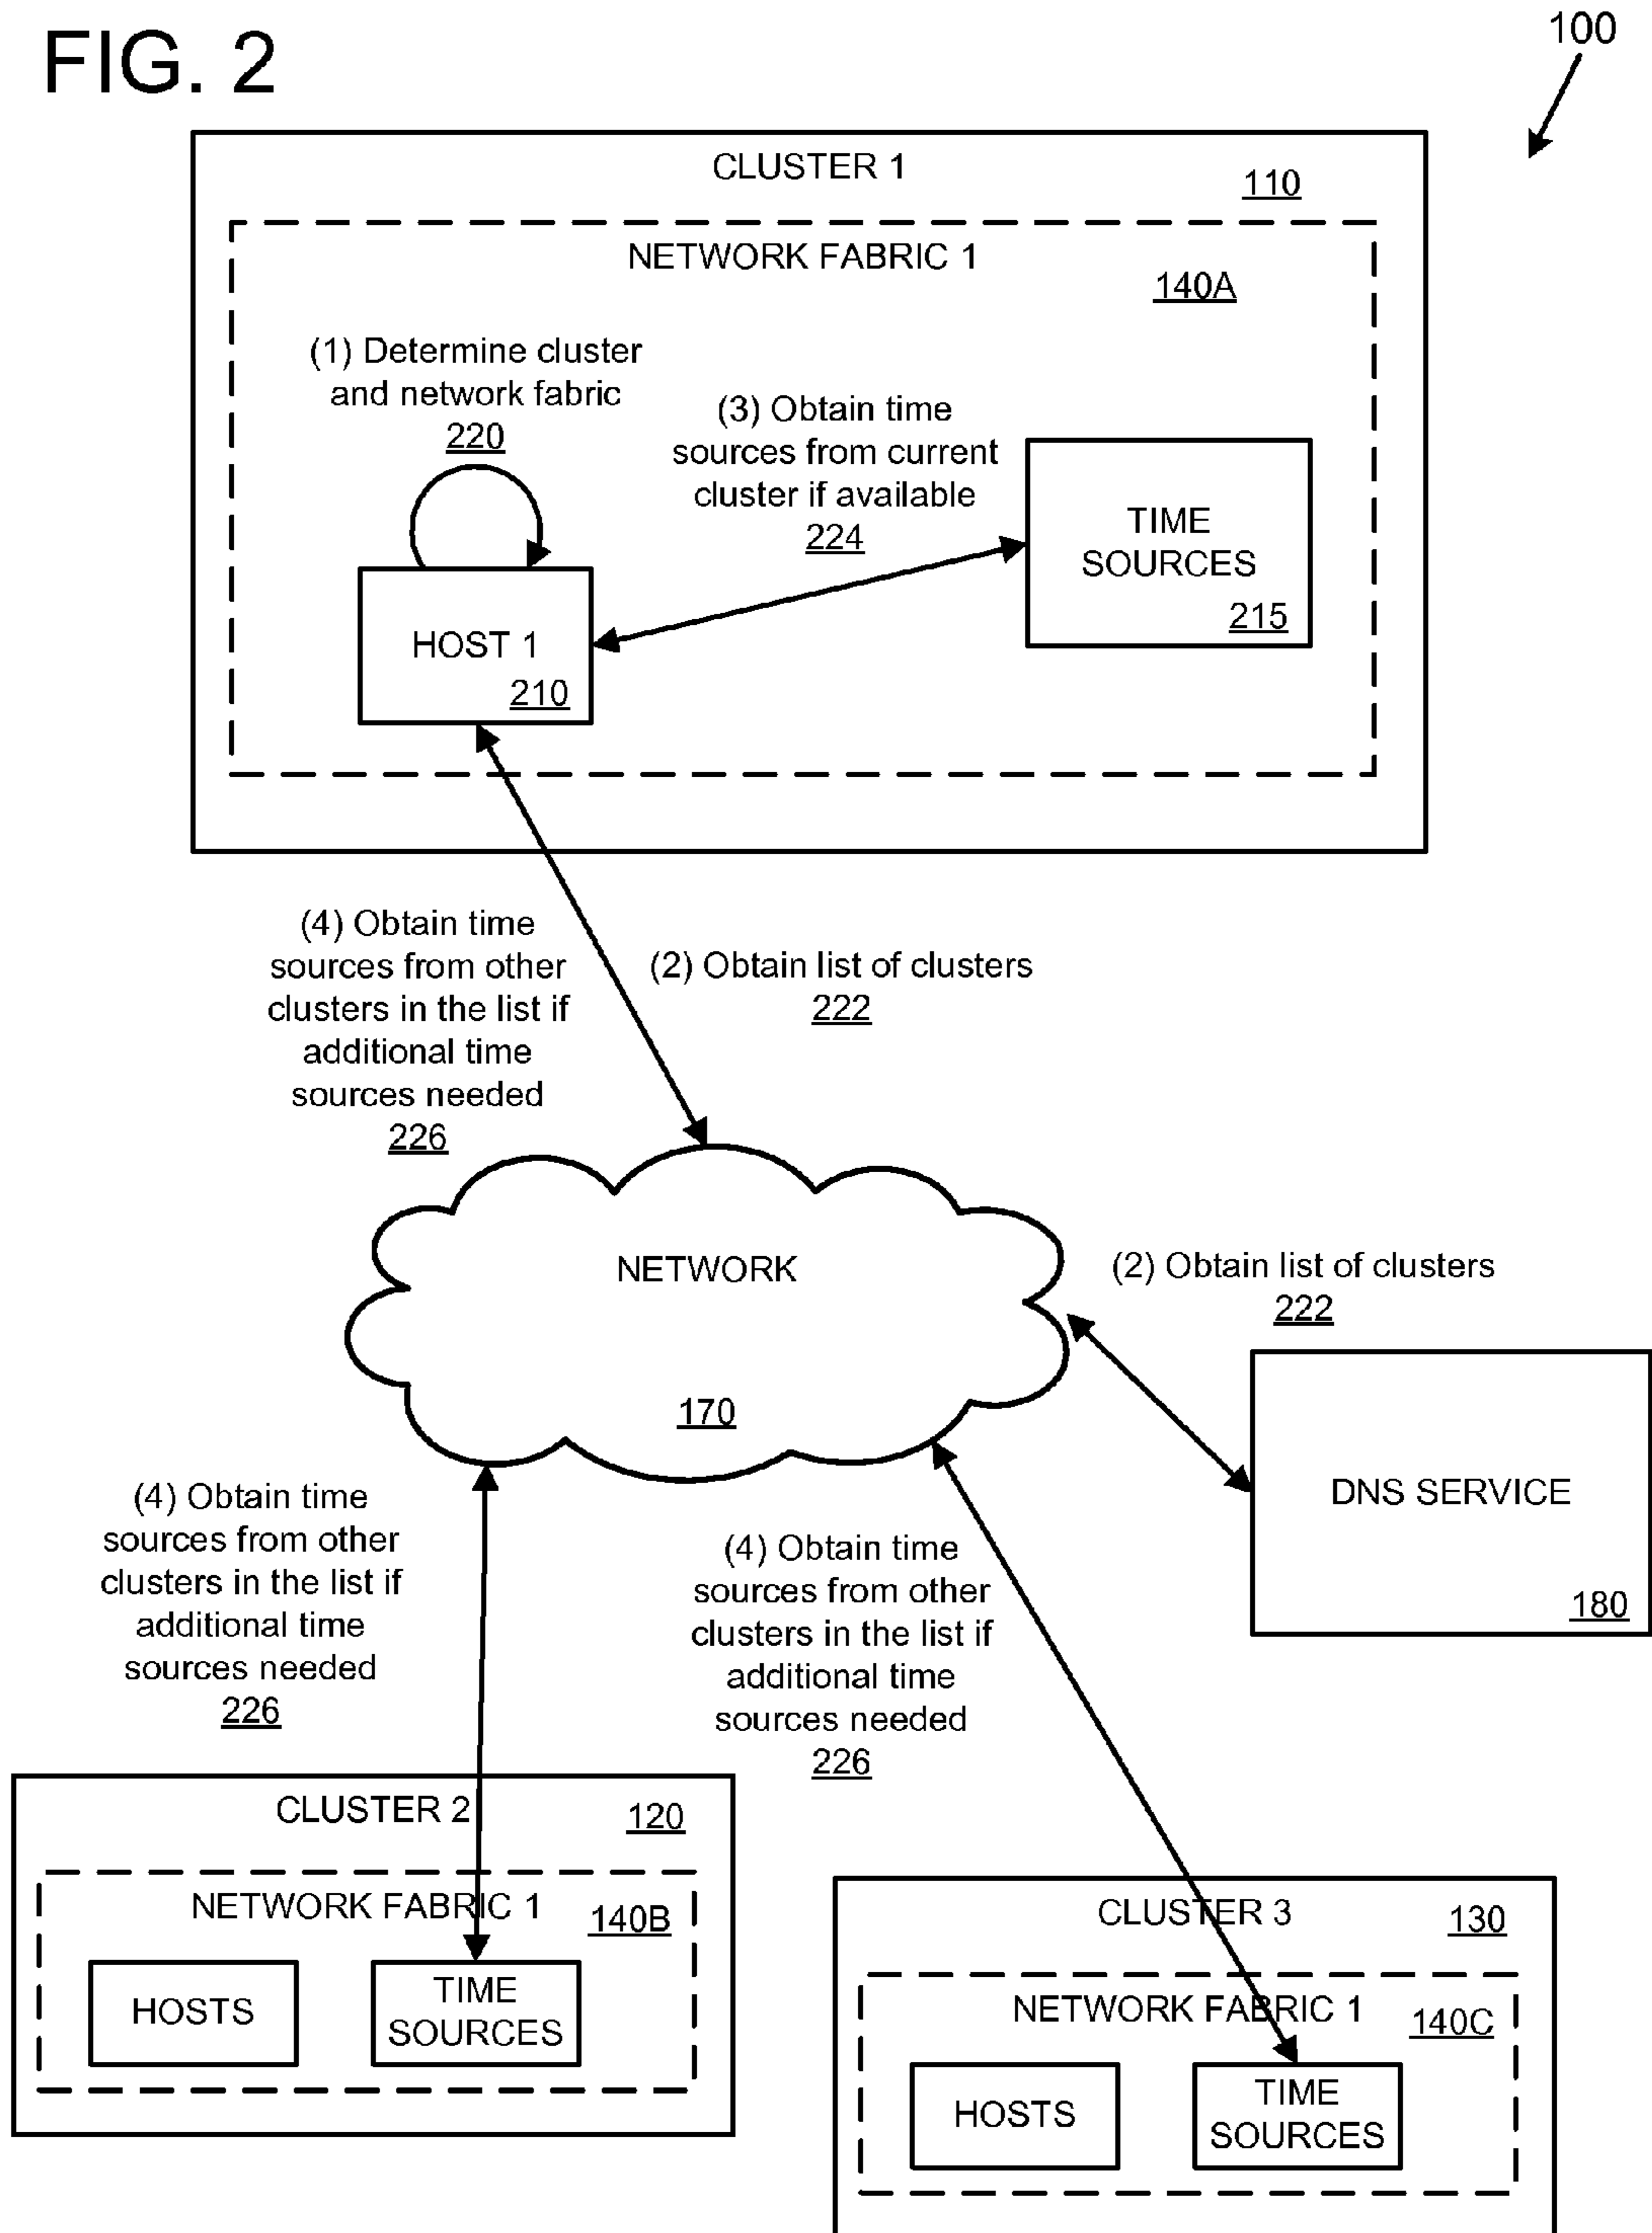 FIG. 2
100
CLUSTER 1
110
NETWORK FABRIC 1
140A
(1) Determine cluster
and network fabric
220
(3) Obtain time
sources from current
cluster if available
224
TIME
SOURCES
215
HOST 1
210
(4) Obtain time
sources from other
clusters in the list if
additional time
sources needed
226
(2) Obtain list of clusters
222
NETWORK
170
(2) Obtain list of clusters
222
DNS SERVICE
180
(4) Obtain time
sources from other
clusters in the list if
additional time
sources needed
226
(4) Obtain time
sources from other
clusters in the list if
additional time
sources needed
226
CLUSTER 2
120
NETWORK FABRIC 1
140B
HOSTS
TIME
SOURCES
CLUSTER 3
130
NETWORK FABRIC 1
140C
HOSTS
TIME
SOURCES